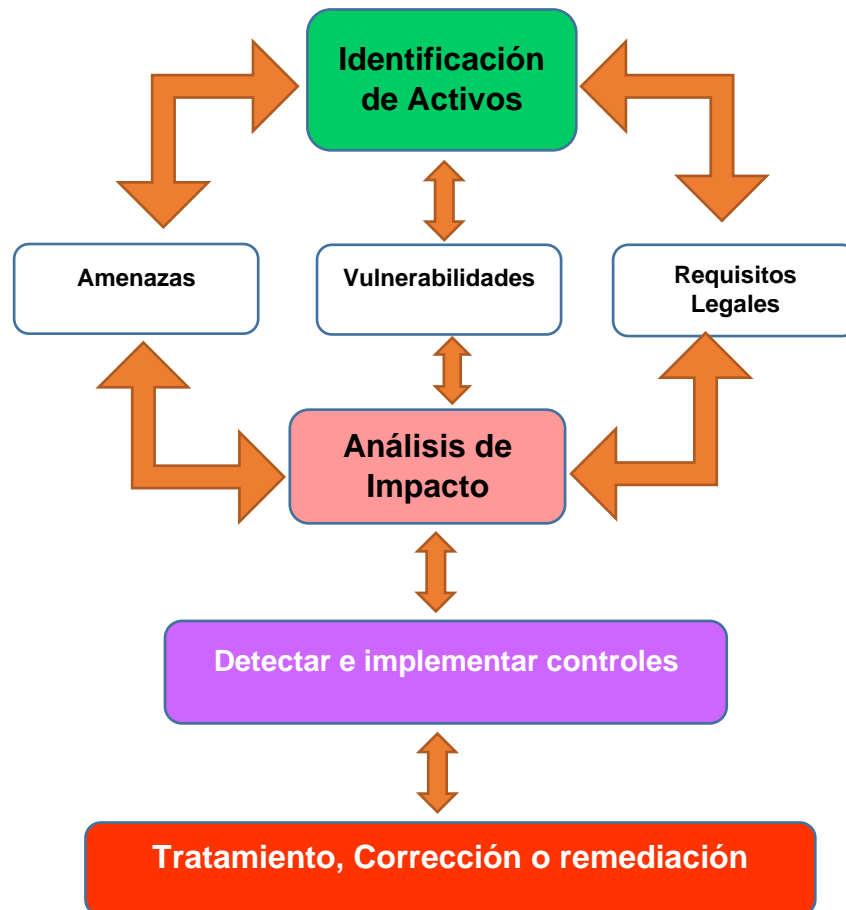 Identificación
de Activos
Amenazas
Vulnerabilidades
Requisitos
Legales
Análisis de
Impacto
Detectar e implementar controles
Tratamiento, Corrección o remediación